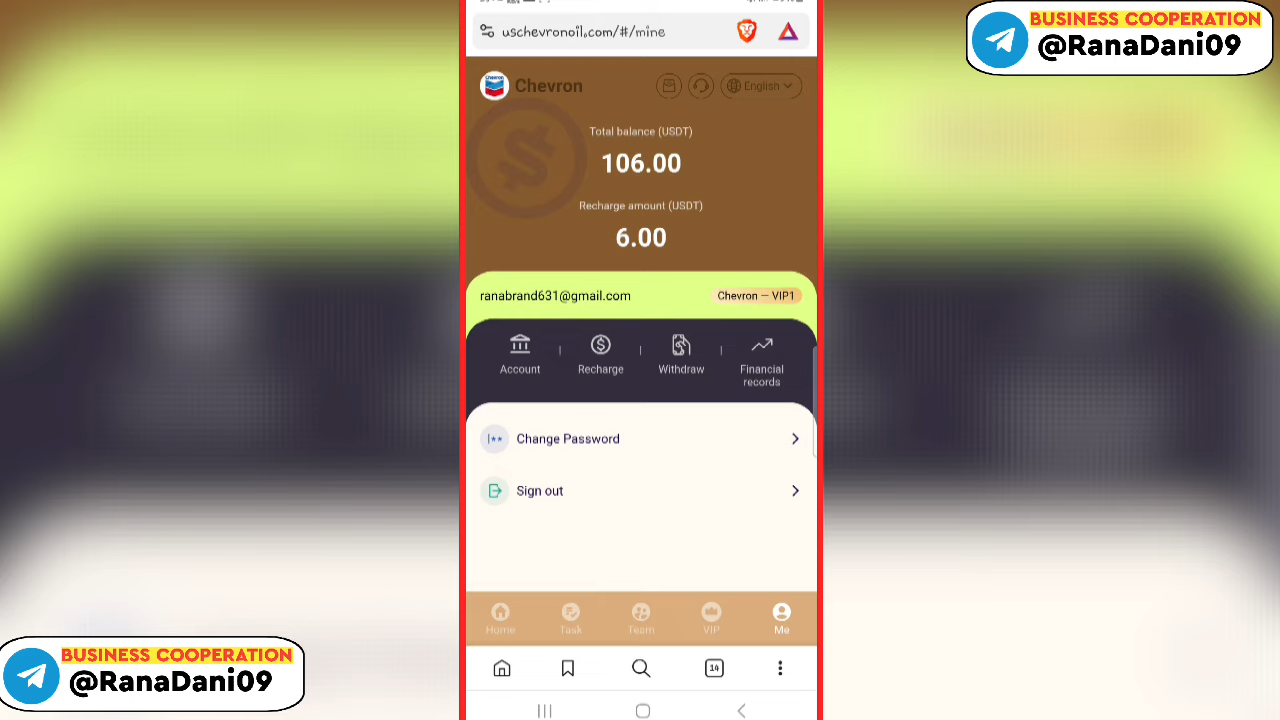 BUSINESS COOPERATION
@RanaDani09
uschevronoil.com/#/mine
Chevron
Chevron
English
Total balance (USDT)
106.00
Recharge amount (USDT)
6.00
ranabrand631@gmail.com
Chevron — VIP1
Account
Recharge
Withdraw
Financial
records
|**
Change Password
Sign out
Home
Task
Team
VIP
Me
14
BUSINESS COOPERATION
@RanaDani09